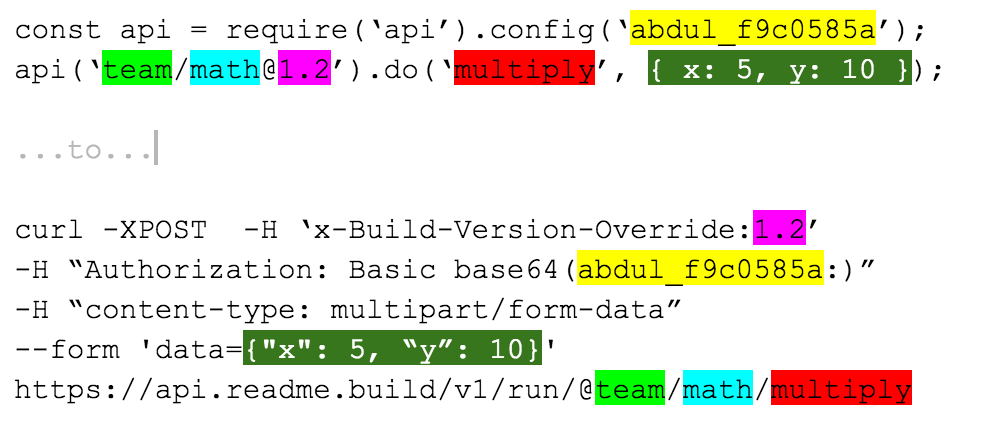 const api = require(‘api’).config(‘abdul_f9c0585a’);
api(‘team/math@1.2’).do(‘multiply’, { x: 5, y: 10 });
...to...
curl -XPOST  -H ‘x-Build-Version-Override:1.2’
-H “Authorization: Basic base64(abdul_f9c0585a:)”
-H “content-type: multipart/form-data”
--form 'data={"x": 5, “y”: 10}'
https://api.readme.build/v1/run/@team/math/multiply